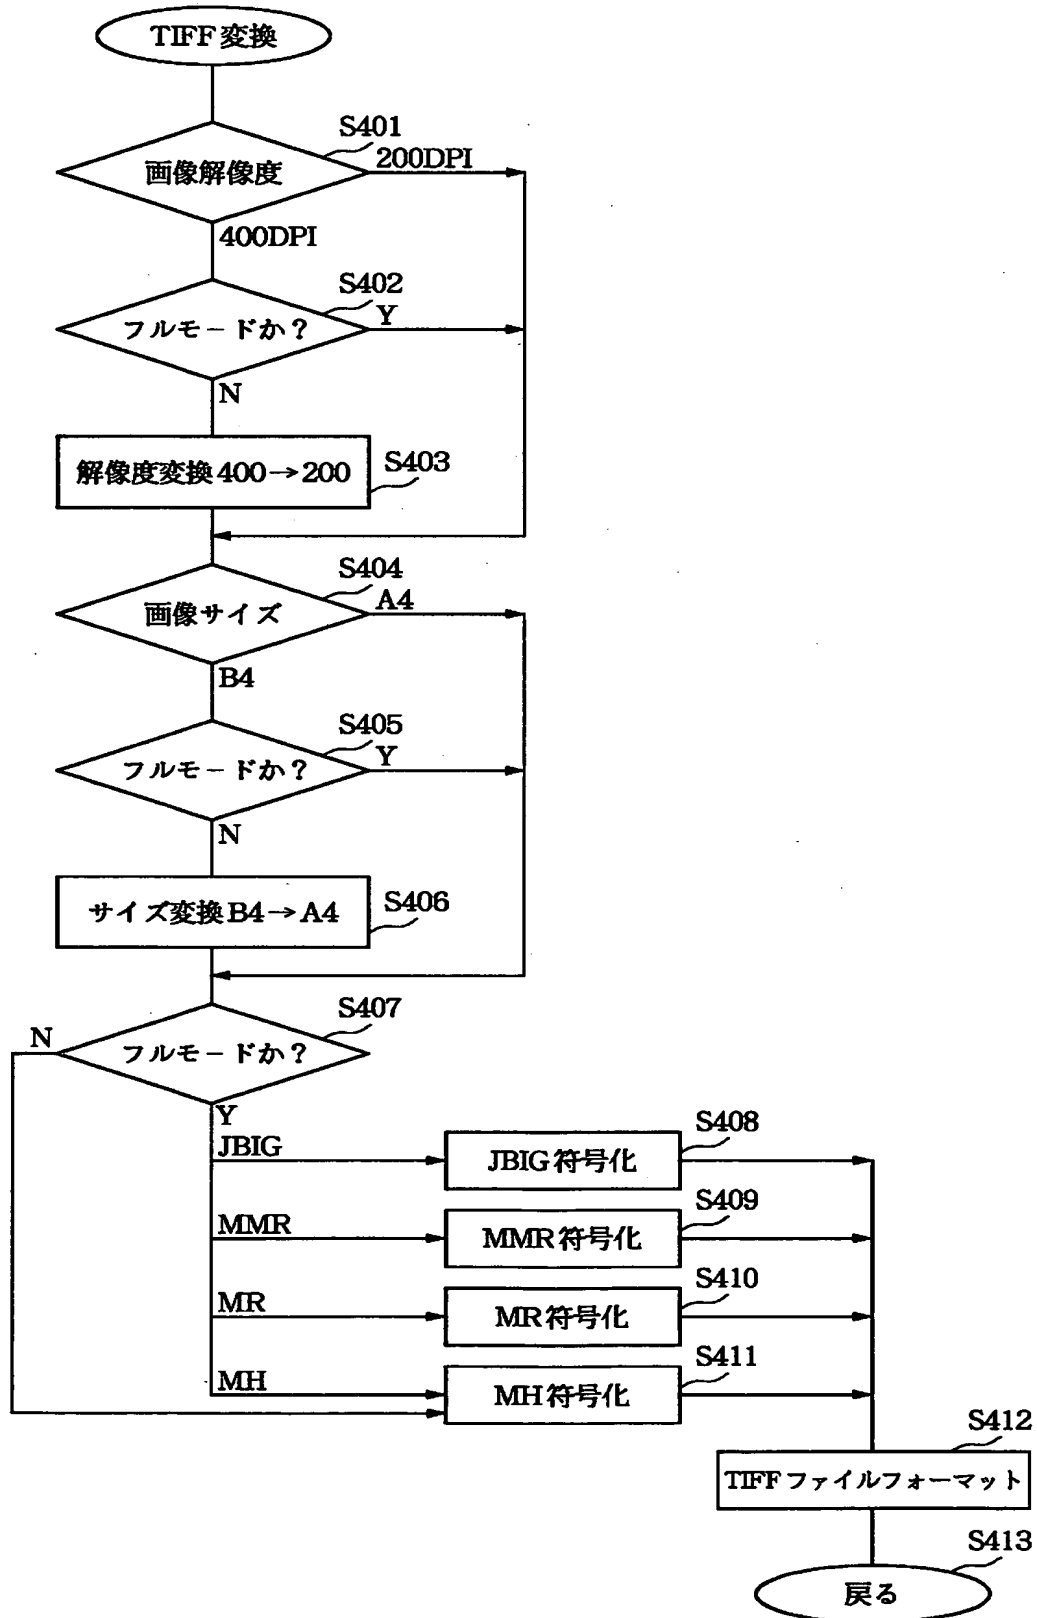 TIFF変換
S401
画像解像度
200DPI
400DPI
S402
フルモードか？
Y
N
解像度変換400→200
S403
S404
画像サイズ
A4
B4
S405
フルモードか？
Y
N
サイズ変換B4→A4
S406
S407
N
フルモードか？
Y
JBIG
JBIG符号化
S408
MMR
MMR符号化
S409
MR
MR符号化
S410
MH
MH符号化
S411
S412
TIFFファイルフォーマット
S413
戻る